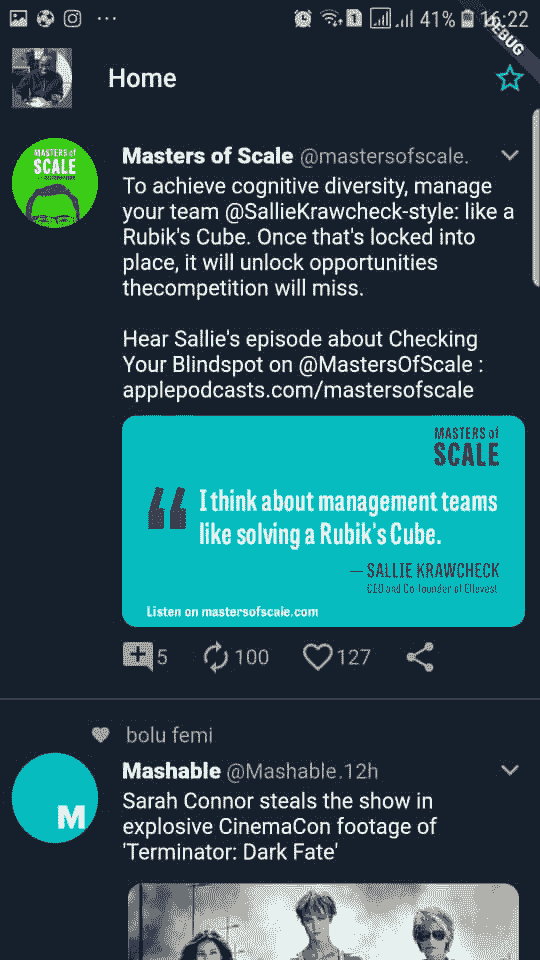 41% 16:22
DEBUG
Home
MASTERS of
SCALE
Masters of Scale @mastersofscale.
To achieve cognitive diversity, manage
your team @SallieKrawcheck-style: like a
Rubik's Cube. Once that's locked into
place, it will unlock opportunities
thecompetition will miss.
Hear Sallie's episode about Checking
Your Blindspot on @MastersOfScale :
applepodcasts.com/mastersofscale
MASTERS of
SCALE
“ I think about management teams
like solving a Rubik's Cube.
— SALLIE KRAWCHECK
CEO and Co-founder of Ellevest
Listen on mastersofscale.com
5 100 127
bolu femi
M
Mashable @Mashable.12h
Sarah Connor steals the show in
explosive CinemaCon footage of
'Terminator: Dark Fate'